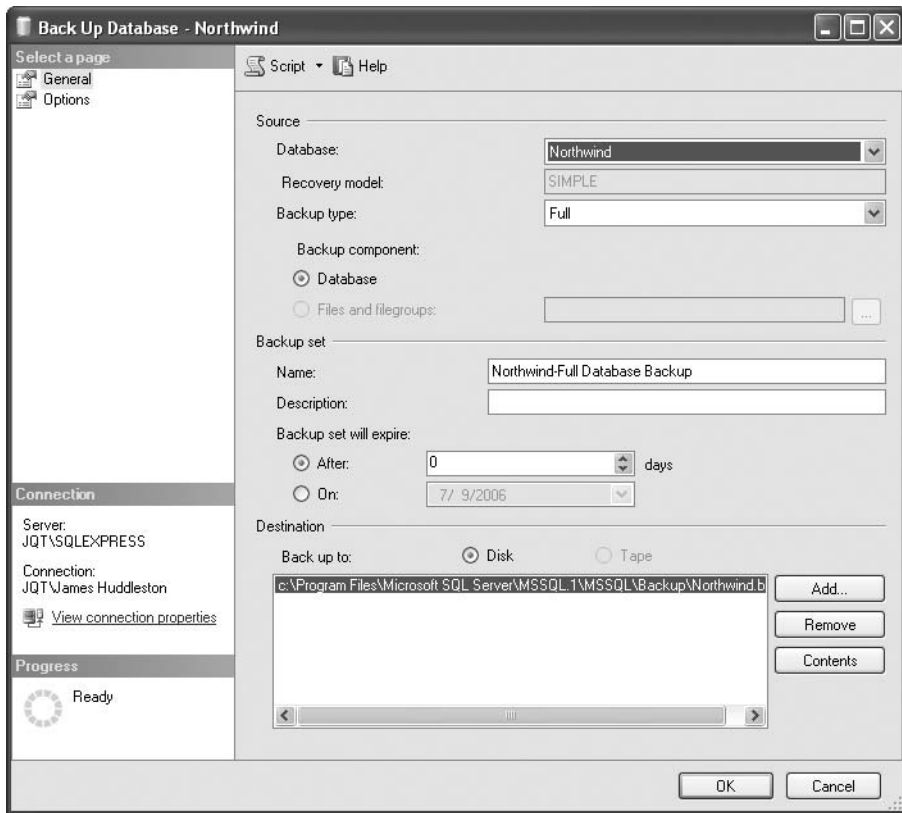 Back Up Database - Northwind
Select a page
General
Options
Script
Help
Source
Database: Northwind
Recovery model: SIMPLE
Backup type: Full
Backup component:
Database
Files and filegroups: ...
Backup set
Name: Northwind-Full Database Backup
Description:
Backup set will expire:
After: 0 days
On: 7/ 9/2006
Destination
Back up to: Disk Tape
c:\Program Files\Microsoft SQL Server\MSSQL.1\MSSQL\Backup\Northwind.b
Add...
Remove
Contents
Connection
Server:
JQT\SQLEXPRESS
Connection:
JQT\James Huddleston
View connection properties
Progress
Ready
OK Cancel